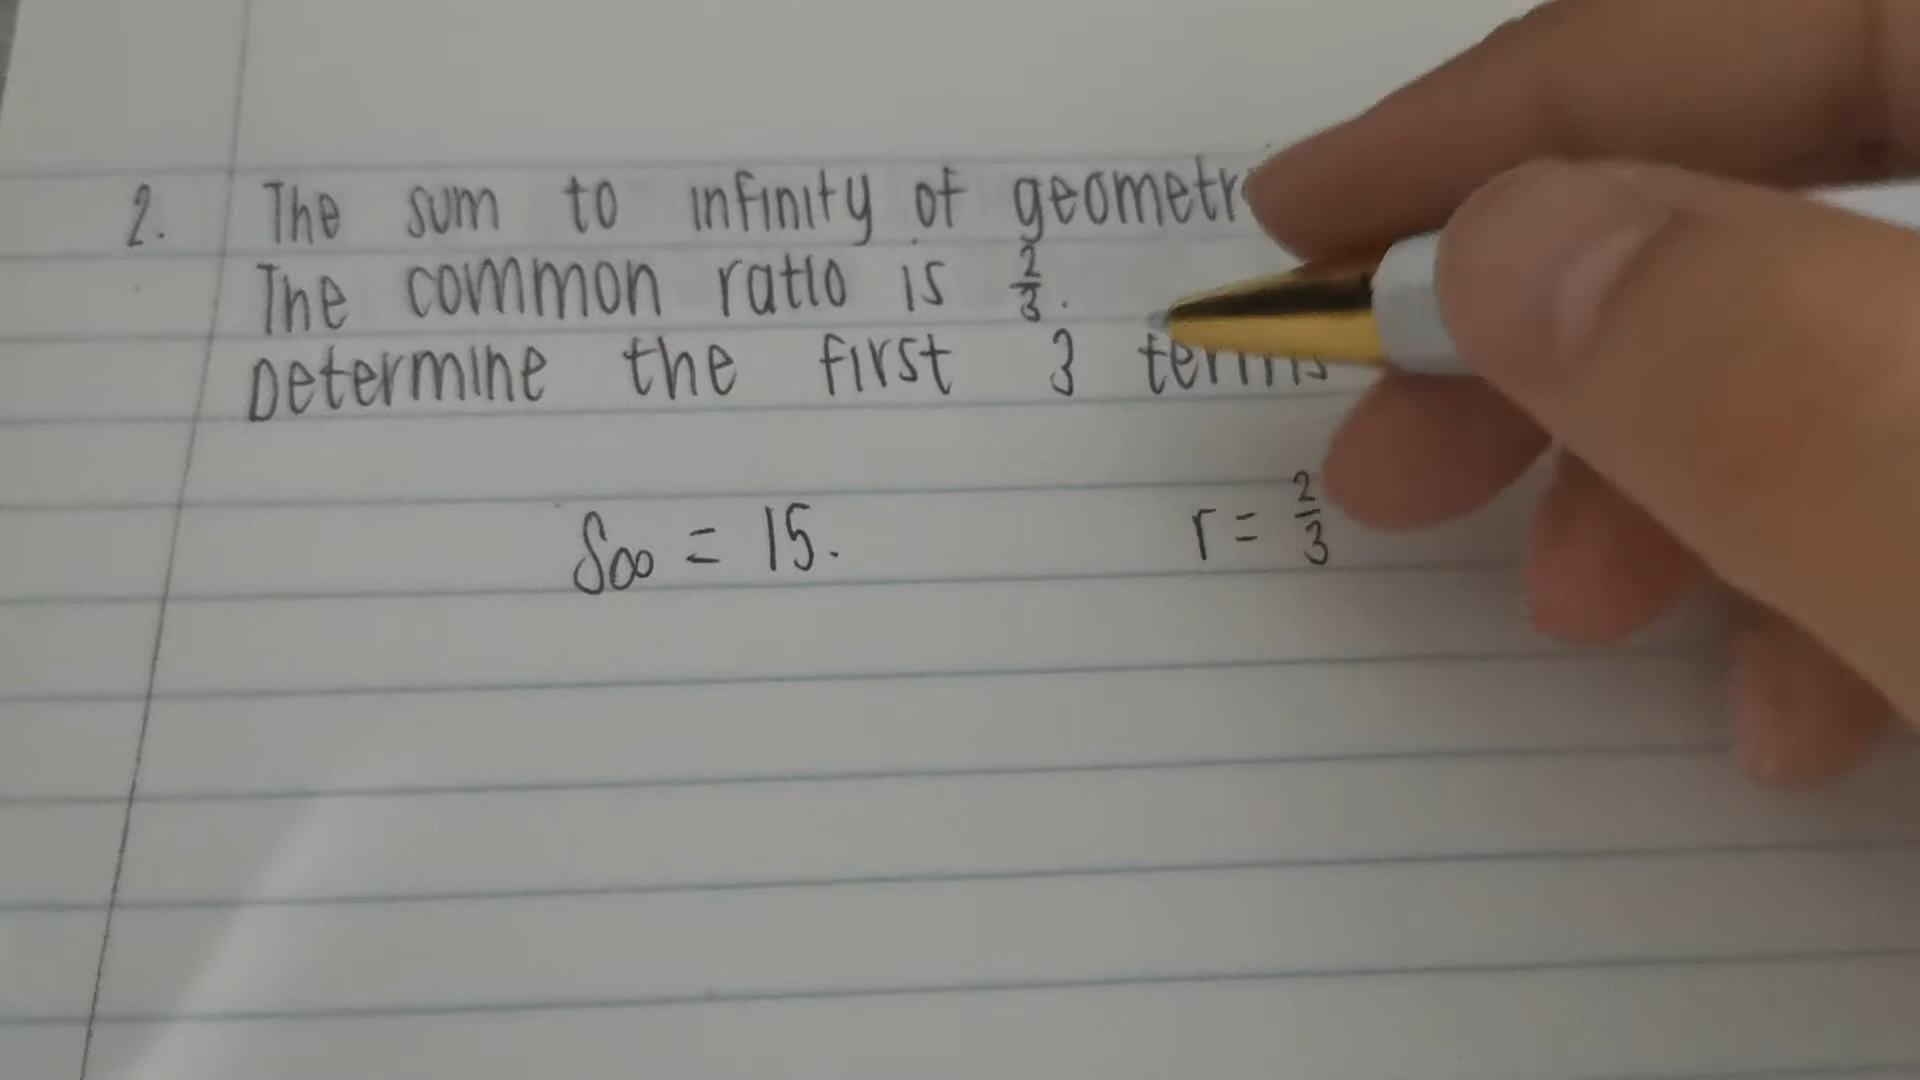 2. The sum to infinity of
The common ratio is 2/3.
Determine the first 3 terms
S∞ = 15. r = 2/3